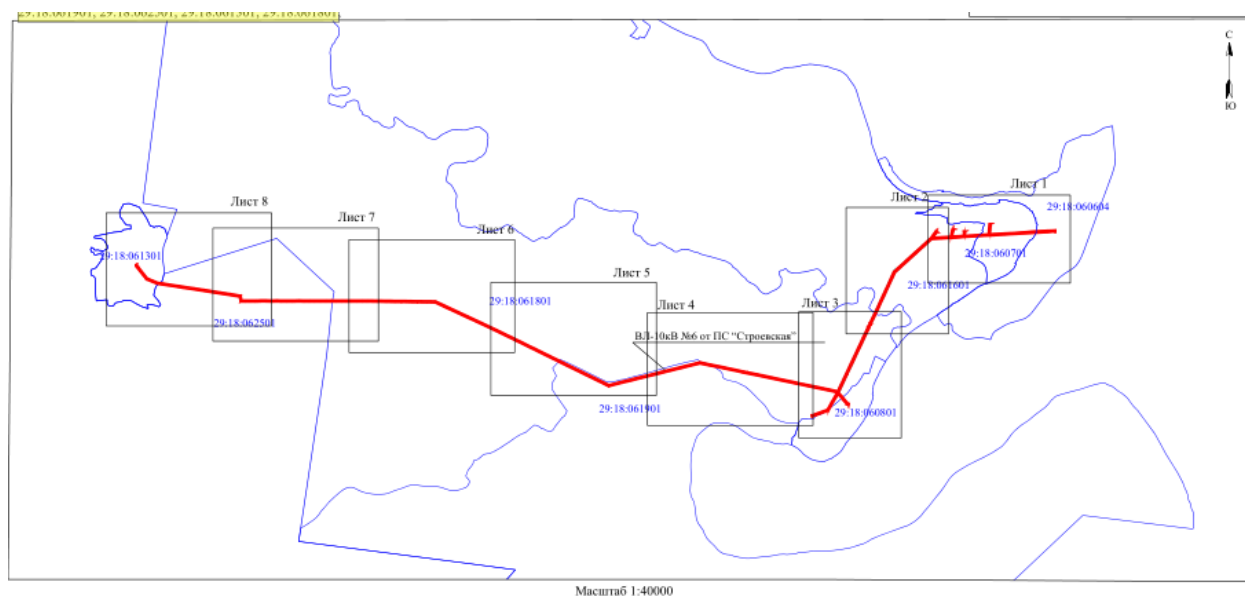 29:18:061901, 29:18:062501, 29:18:061301, 29:18:061801.
С
Ю
Лист 1
Лист 2
29:18:060604
Лист 8
Лист 7
Лист 6
29:18:061301
29:18:060701
Лист 5
29:18:061601
29:18:061801
Лист 4
Лист 3
29:18:062501
ВЛ-10кВ №6 от ПС "Строевская"
29:18:061901
29:18:060801
Масштаб 1:40000